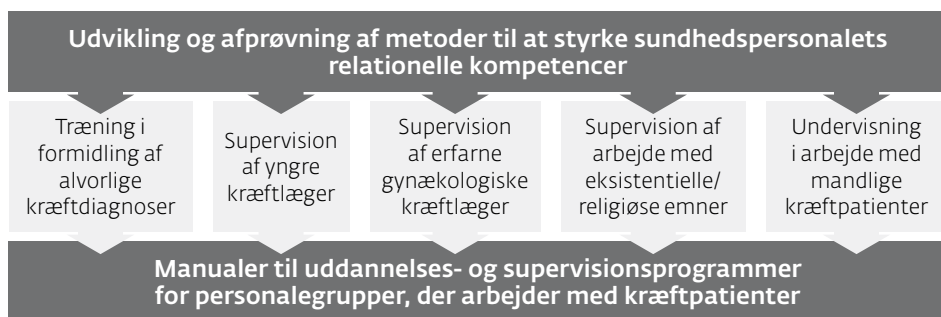 Udvikling og afprøvning af metoder til at styrke sundhedspersonalets
relationelle kompetencer
Træning i
formidling af
alvorlige
kræftdiagnoser
Supervision
af yngre
kræftlæger
Supervision
af erfarne
gynækologiske
kræftlæger
Supervision af
arbejde med
eksistentielle/
religiøse emner
Undervisning
i arbejde med
mandlige
kræftpatienter
Manualer til uddannelses- og supervisionsprogrammer
for personalegrupper, der arbejder med kræftpatienter